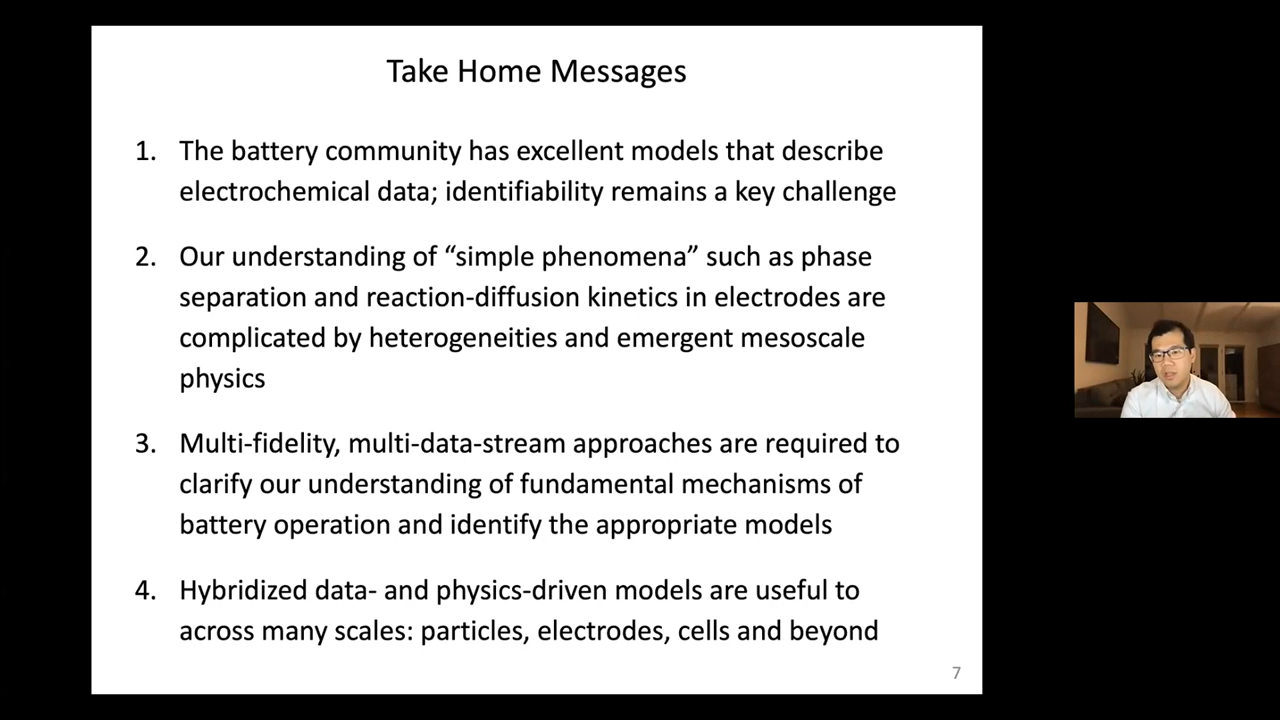 Take Home Messages
1. The battery community has excellent models that describe
electrochemical data; identifiability remains a key challenge
2. Our understanding of “simple phenomena” such as phase
separation and reaction-diffusion kinetics in electrodes are
complicated by heterogeneities and emergent mesoscale
physics
3. Multi-fidelity, multi-data-stream approaches are required to
clarify our understanding of fundamental mechanisms of
battery operation and identify the appropriate models
4. Hybridized data- and physics-driven models are useful to
across many scales: particles, electrodes, cells and beyond
7